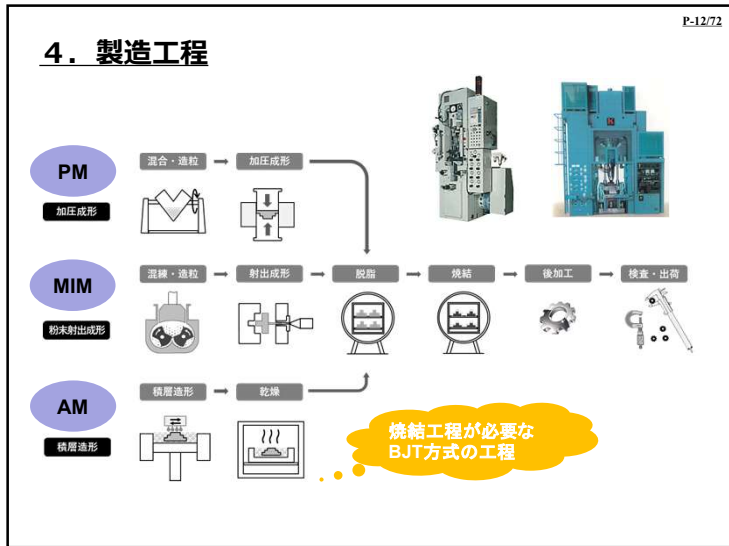 P-12/72
４．製造工程
PM
加圧成形
混合・造粒
加圧成形
MIM
粉末射出成形
混練・造粒
射出成形
脱脂
焼結
後加工
検査・出荷
AM
積層造形
積層造形
乾燥
焼結工程が必要な
BJT方式の工程